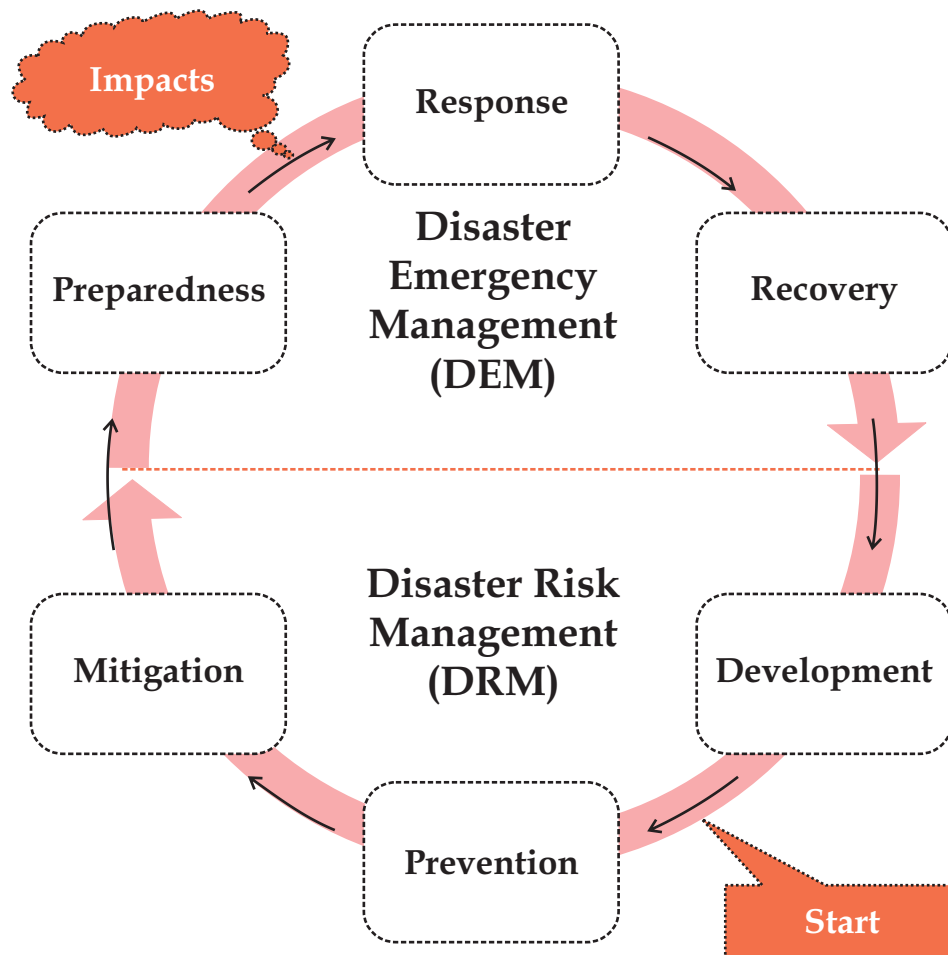 Impacts
Response
Preparedness
Disaster
Emergency
Management
(DEM)
Recovery
Mitigation
Disaster Risk
Management
(DRM)
Development
Prevention
Start